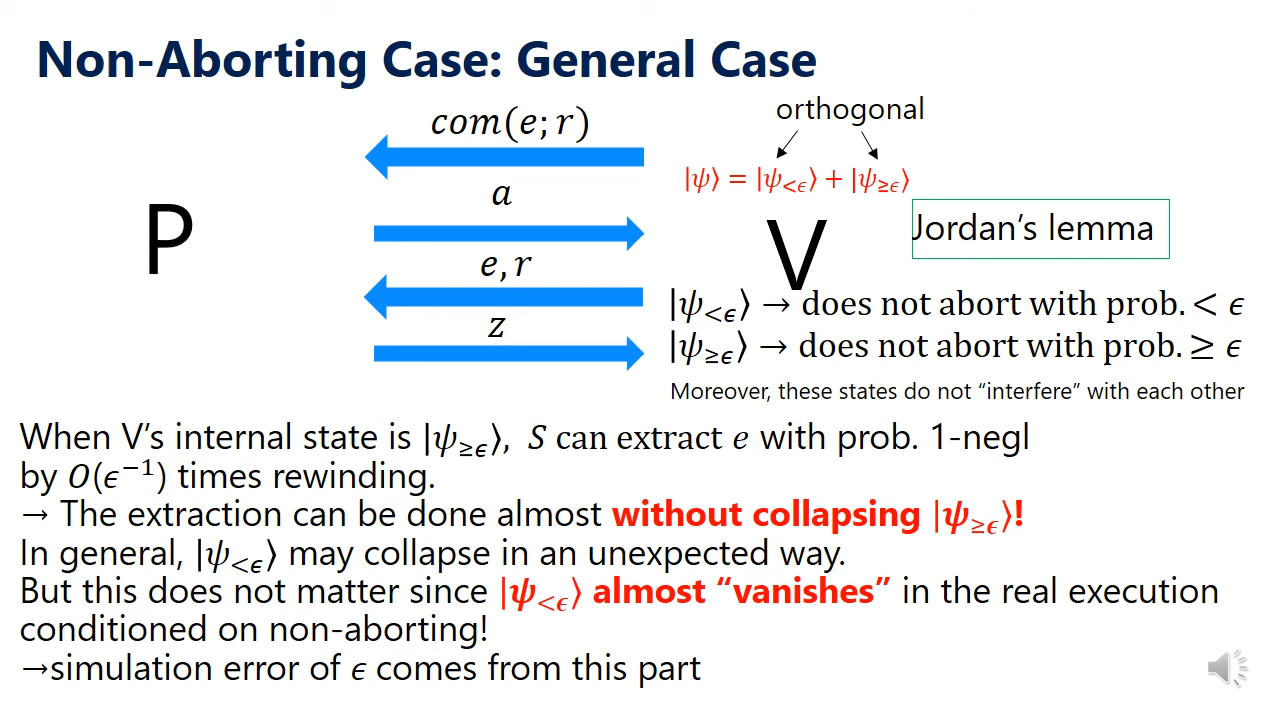 Non-Aborting Case: General Case
orthogonal
com(e; r)
|ψ⟩ = |ψ<ϵ⟩ + |ψ≥ϵ⟩
a
P
V
Jordan's lemma
e, r
|ψ<ϵ⟩ → does not abort with prob. < ϵ
z
|ψ≥ϵ⟩ → does not abort with prob. ≥ ϵ
Moreover, these states do not “interfere” with each other
When V's internal state is |ψ≥ϵ⟩, S can extract e with prob. 1-negl
by O(ϵ⁻¹) times rewinding.
→ The extraction can be done almost without collapsing |ψ≥ϵ⟩!
In general, |ψ<ϵ⟩ may collapse in an unexpected way.
But this does not matter since |ψ<ϵ⟩ almost “vanishes” in the real execution
conditioned on non-aborting!
→simulation error of ϵ comes from this part